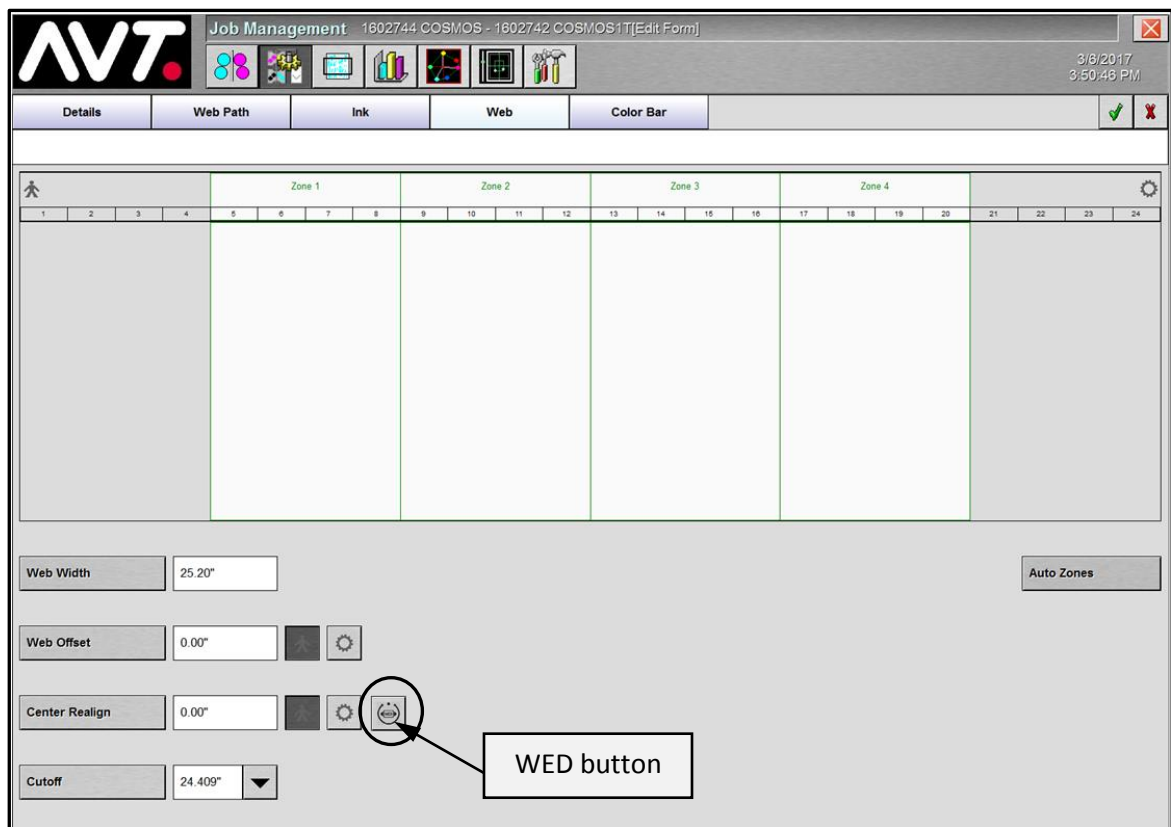 AVT.
Job Management 1602744 COSMOS - 1602742 COSMOS1T[Edit Form]
3/6/2017
3:50:46 PM
Details Web Path Ink Web Color Bar
Zone 1 Zone 2 Zone 3 Zone 4
1 2 3 4 5 6 7 8 9 10 11 12 13 14 15 16 17 18 19 20 21 22 23 24
Web Width 25.20" Auto Zones
Web Offset 0.00"
Center Realign 0.00"
WED button
Cutoff 24.409"